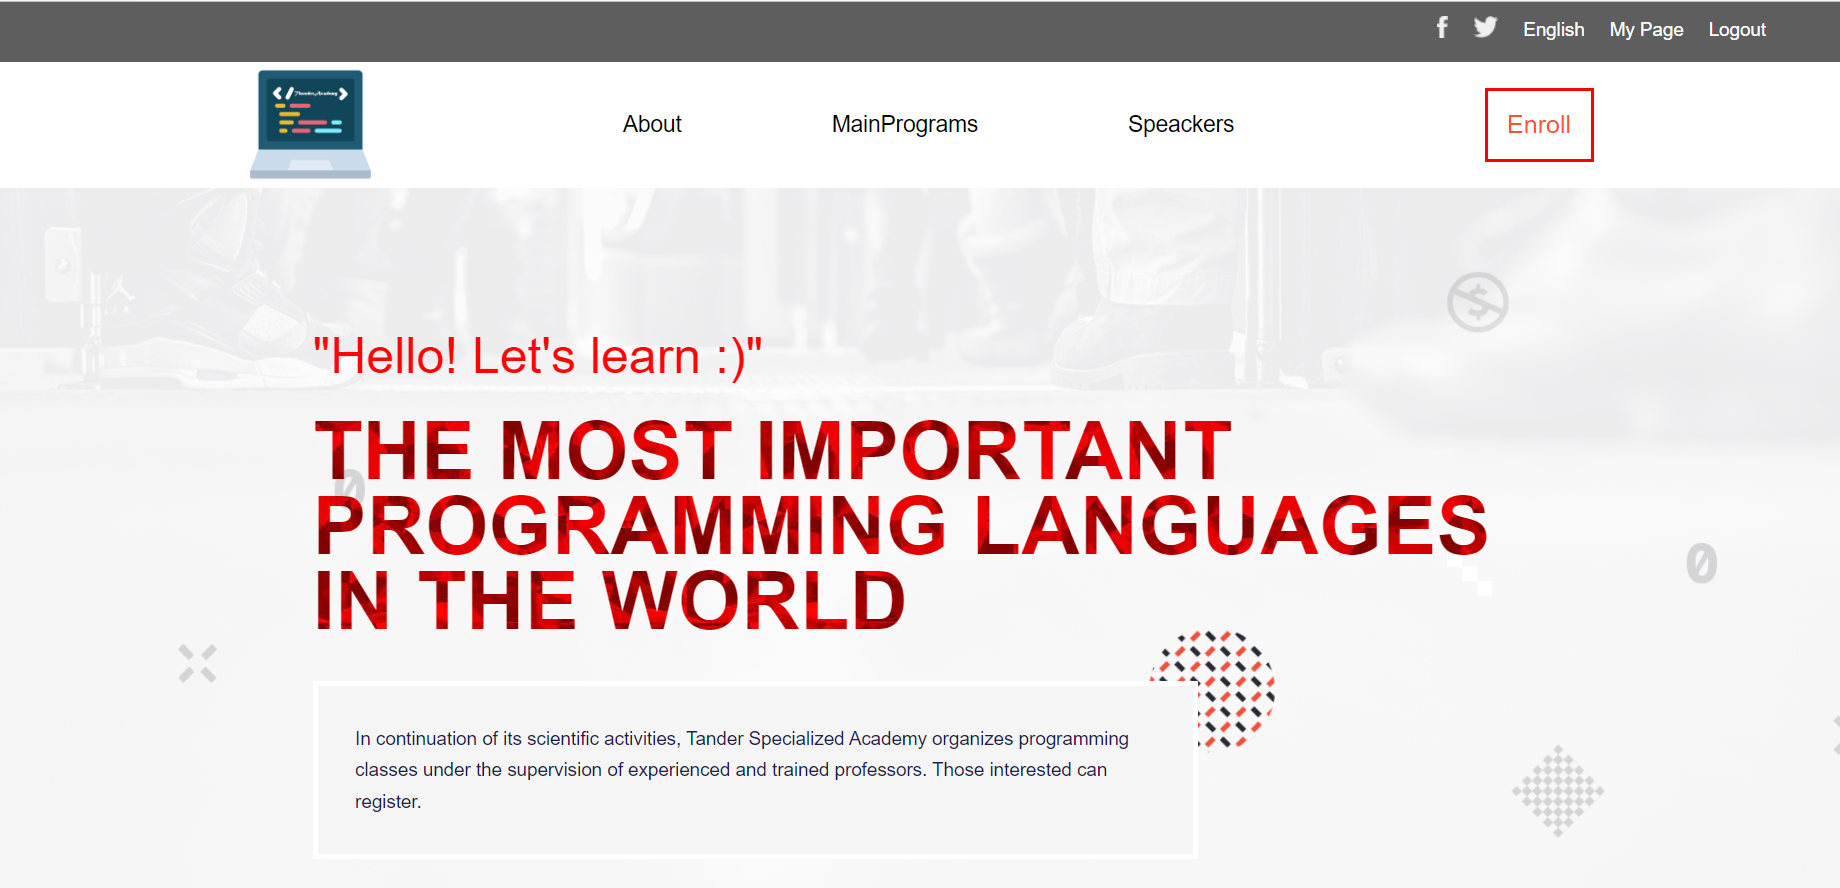 English My Page Logout
</ThanderAcademy>
About MainPrograms Speackers Enroll
"Hello! Let's learn :)"
THE MOST IMPORTANT
PROGRAMMING LANGUAGES
IN THE WORLD
In continuation of its scientific activities, Tander Specialized Academy organizes programming
classes under the supervision of experienced and trained professors. Those interested can
register.